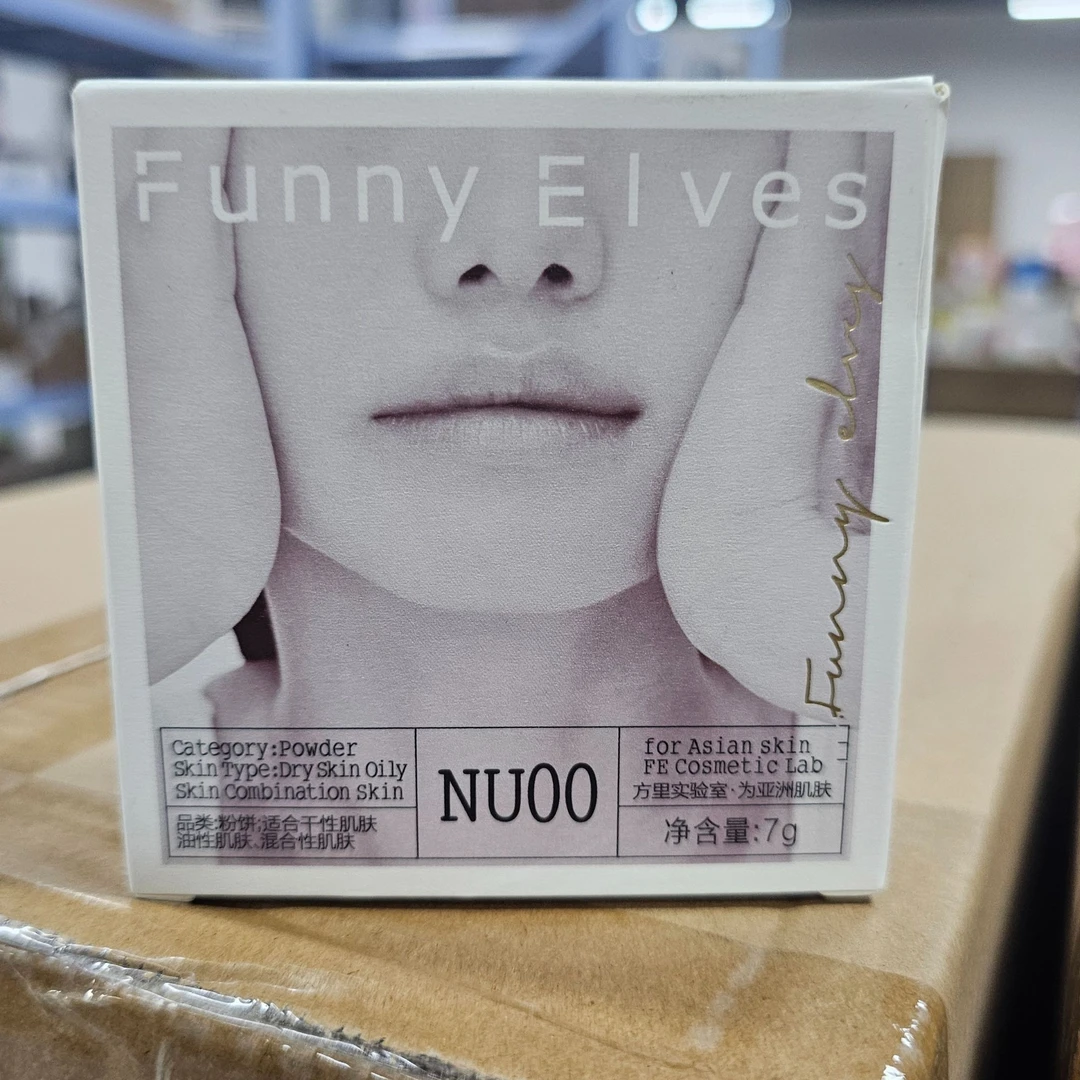 Funny Elves
Funny elves
Category:Powder
Skin Type:Dry Skin Oily
Skin Combination Skin
品类:粉饼;适合干性肌肤
油性肌肤、混合性肌肤
NU00
for Asian skin
FE Cosmetic Lab
方里实验室·为亚洲肌肤
净含量:7g